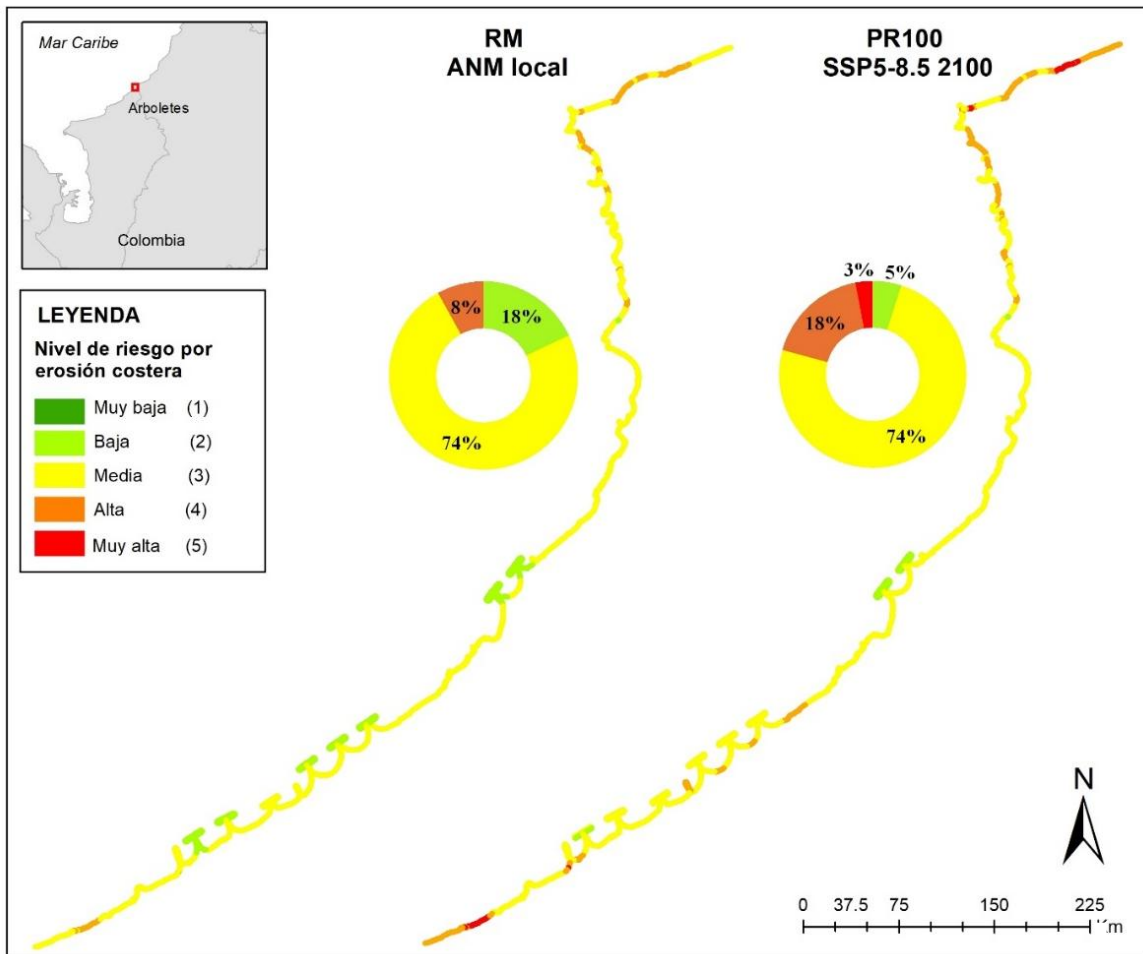 Mar Caribe
Arboletes
Colombia
LEYENDA
Nivel de riesgo por
erosión costera
Muy baja (1)
Baja (2)
Media (3)
Alta (4)
Muy alta (5)
RM
ANM local
8%
18%
74%
PR100
SSP5-8.5 2100
3%
5%
18%
74%
N
0 37.5 75 150 225